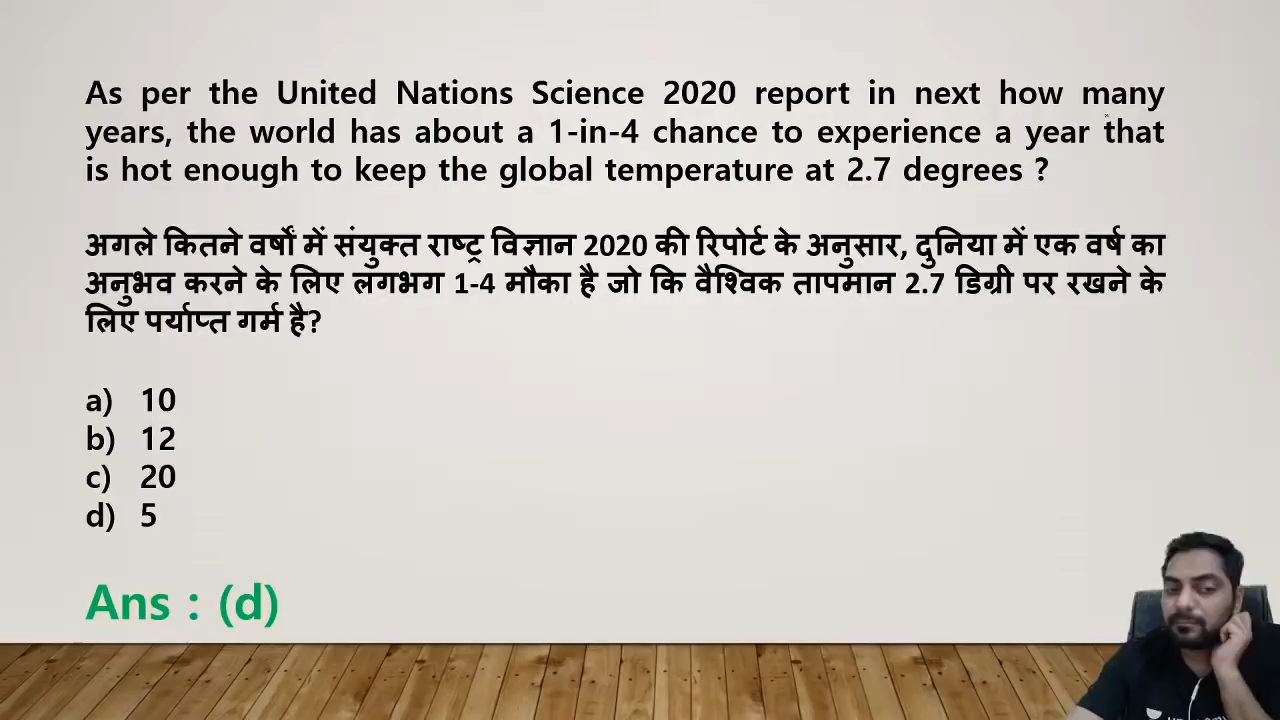 As per the United Nations Science 2020 report in next how many
years, the world has about a 1-in-4 chance to experience a year that
is hot enough to keep the global temperature at 2.7 degrees ?
अगले कितने वर्षों में संयुक्त राष्ट्र विज्ञान 2020 की रिपोर्ट के अनुसार, दुनिया में एक वर्ष का
अनुभव करने के लिए लगभग 1-4 मौका है जो कि वैश्विक तापमान 2.7 डिग्री पर रखने के
लिए पर्याप्त गर्म है?
a) 10
b) 12
c) 20
d) 5
Ans : (d)